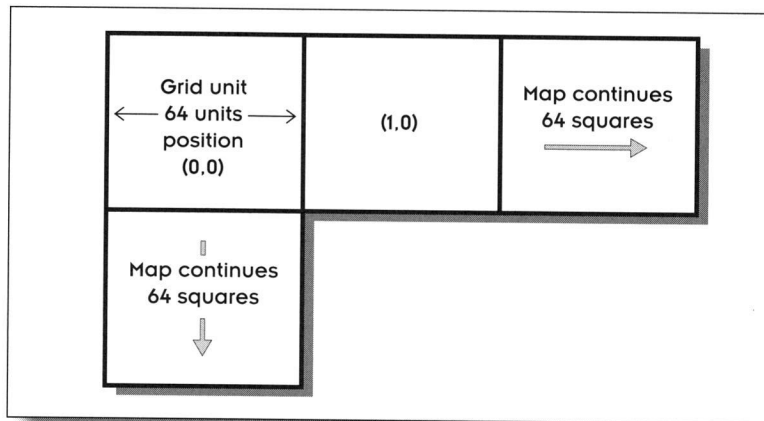 Grid unit
64 units
position
(0,0)
(1,0)
Map continues
64 squares
Map continues
64 squares